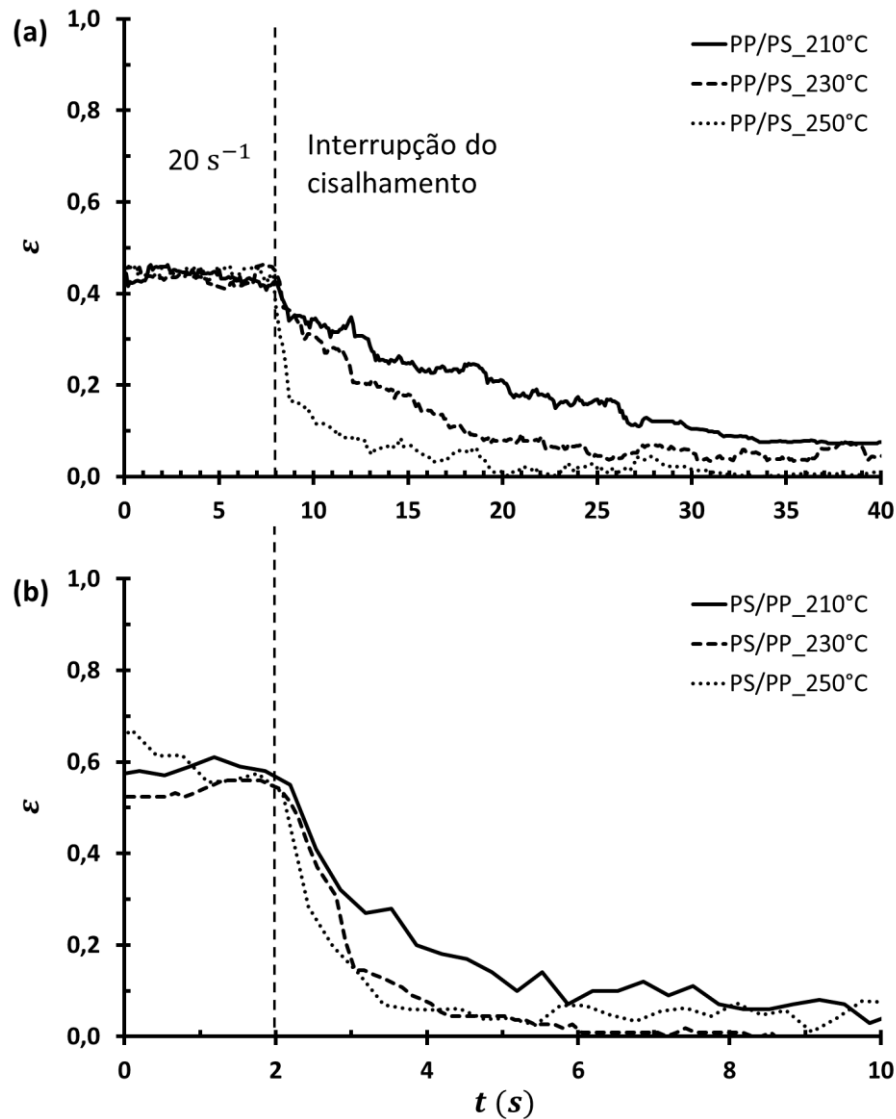 (a)
1,0
0,8
0,6
0,4
0,2
0,0
ε
PP/PS_210°C
PP/PS_230°C
PP/PS_250°C
20 s⁻¹
Interrupção do
cisalhamento
0 5 10 15 20 25 30 35 40
(b)
1,0
0,8
0,6
0,4
0,2
0,0
ε
PS/PP_210°C
PS/PP_230°C
PS/PP_250°C
0 2 4 6 8 10
t (s)